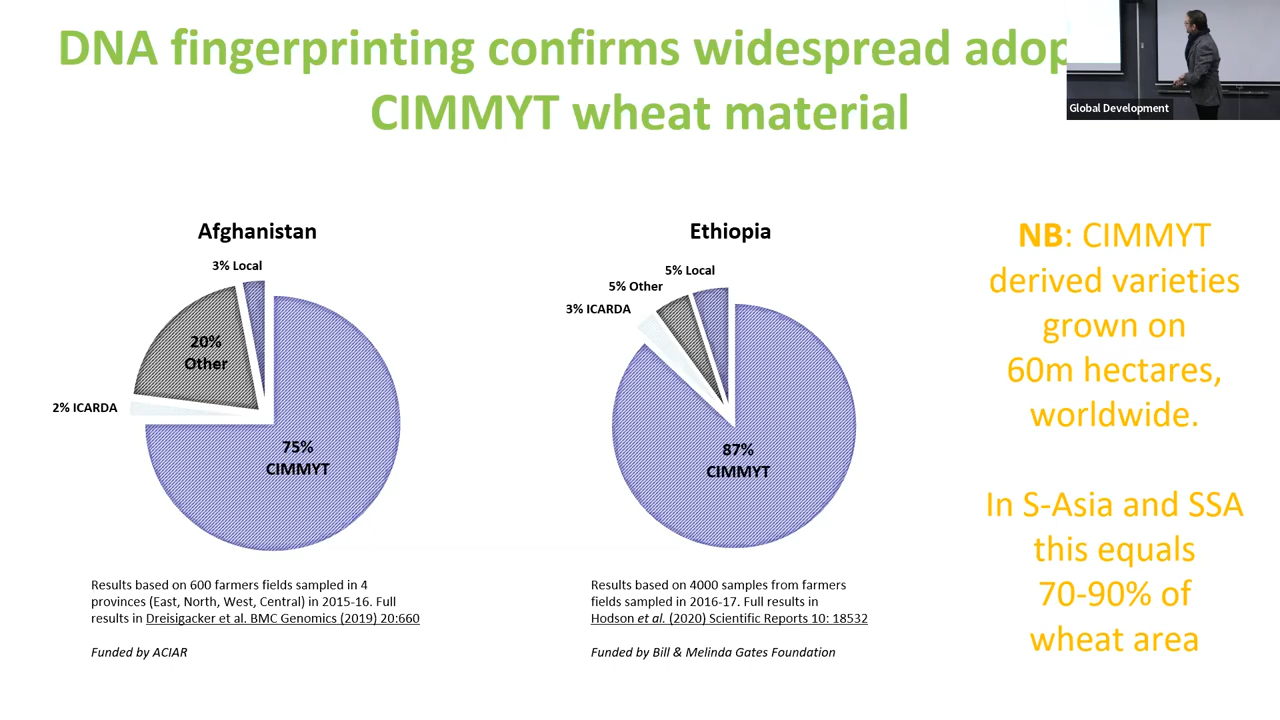 DNA fingerprinting confirms widespread adop
CIMMYT wheat material
Global Development
Afghanistan
3% Local
20%
Other
2% ICARDA
75%
CIMMYT
Results based on 600 farmers fields sampled in 4
provinces (East, North, West, Central) in 2015-16. Full
results in Dreisigacker et al. BMC Genomics (2019) 20:660
Funded by ACIAR
Ethiopia
5% Local
5% Other
3% ICARDA
87%
CIMMYT
Results based on 4000 samples from farmers
fields sampled in 2016-17. Full results in
Hodson et al. (2020) Scientific Reports 10: 18532
Funded by Bill & Melinda Gates Foundation
NB: CIMMYT
derived varieties
grown on
60m hectares,
worldwide.
In S-Asia and SSA
this equals
70-90% of
wheat area